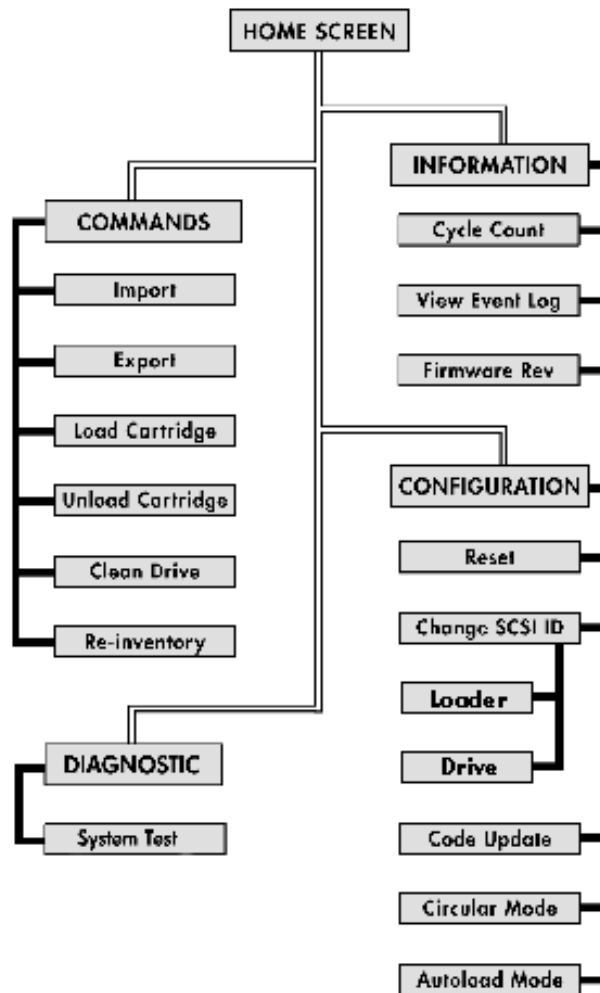 HOME SCREEN
COMMANDS
Import
Export
Load Cartridge
Unload Cartridge
Clean Drive
Re-inventory
DIAGNOSTIC
System Test
INFORMATION
Cycle Count
View Event Log
Firmware Rev
CONFIGURATION
Reset
Change SCSI ID
Loader
Drive
Code Update
Circular Mode
Autoload Mode